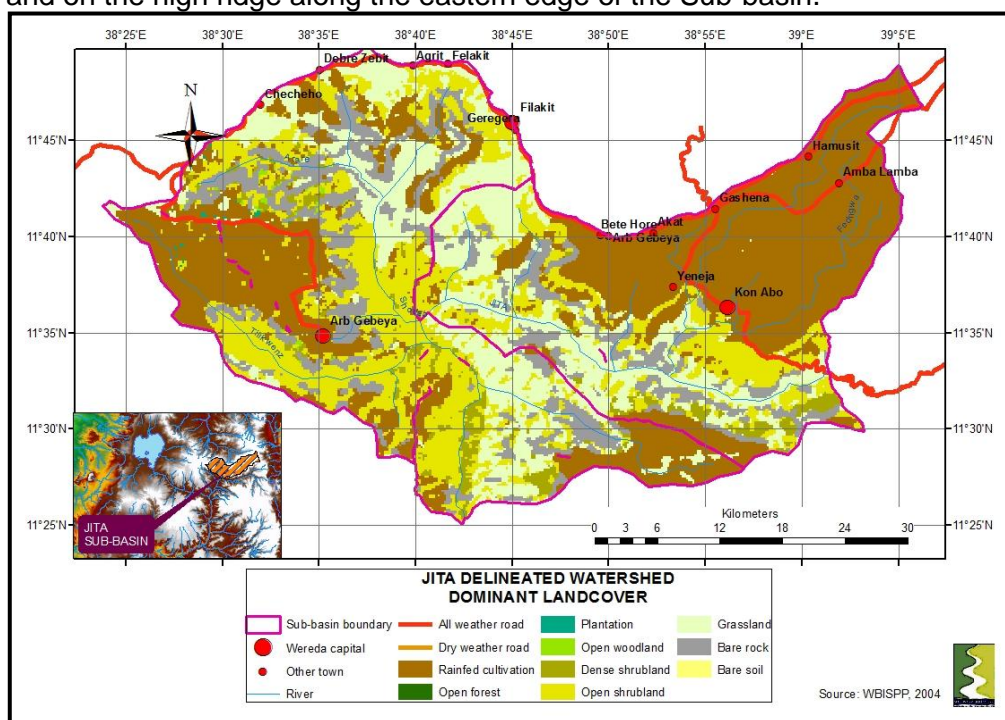 and on the high ridge along the eastern edge of the Sub-basin.
38°25'E 38°30'E 38°35'E 38°40'E 38°45'E 38°50'E 38°55'E 39°E 39°5'E
Debre Zebit Agrit Felakit
N
Checheho
Filakit
Geregera
11°45'N 11°45'N
Hamusit
Amba Lamba
Gashena
Bete Hore Akat
11°40'N 11°40'N
Arb Gebeya
Yeneja
Kon Abo
JITA
Arb Gebeya
11°35'N 11°35'N
11°30'N 11°30'N
11°25'N 11°25'N
JITA
SUB-BASIN
Kilometers
0 3 6 12 18 24 30
JITA DELINEATED WATERSHED
DOMINANT LANDCOVER
Sub-basin boundary All weather road Plantation Grassland
Wereda capital Dry weather road Open woodland Bare rock
Other town Rainfed cultivation Dense shrubland Bare soil
River Open forest Open shrubland
Source: WBISPP, 2004